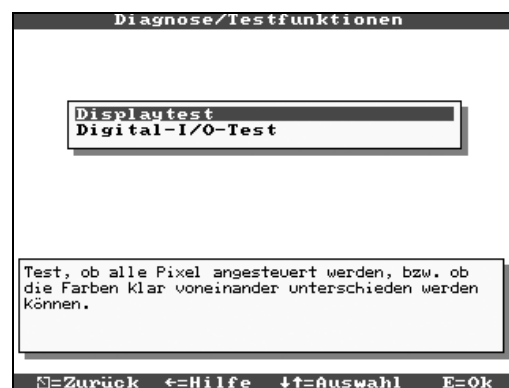 Diagnose/Testfunktionen
Displaytest
Digital-I/O-Test
Test, ob alle Pixel angesteuert werden, bzw. ob
die Farben klar voneinander unterschieden werden
können.
=Zurück ←=Hilfe ↓↑=Auswahl E=Ok